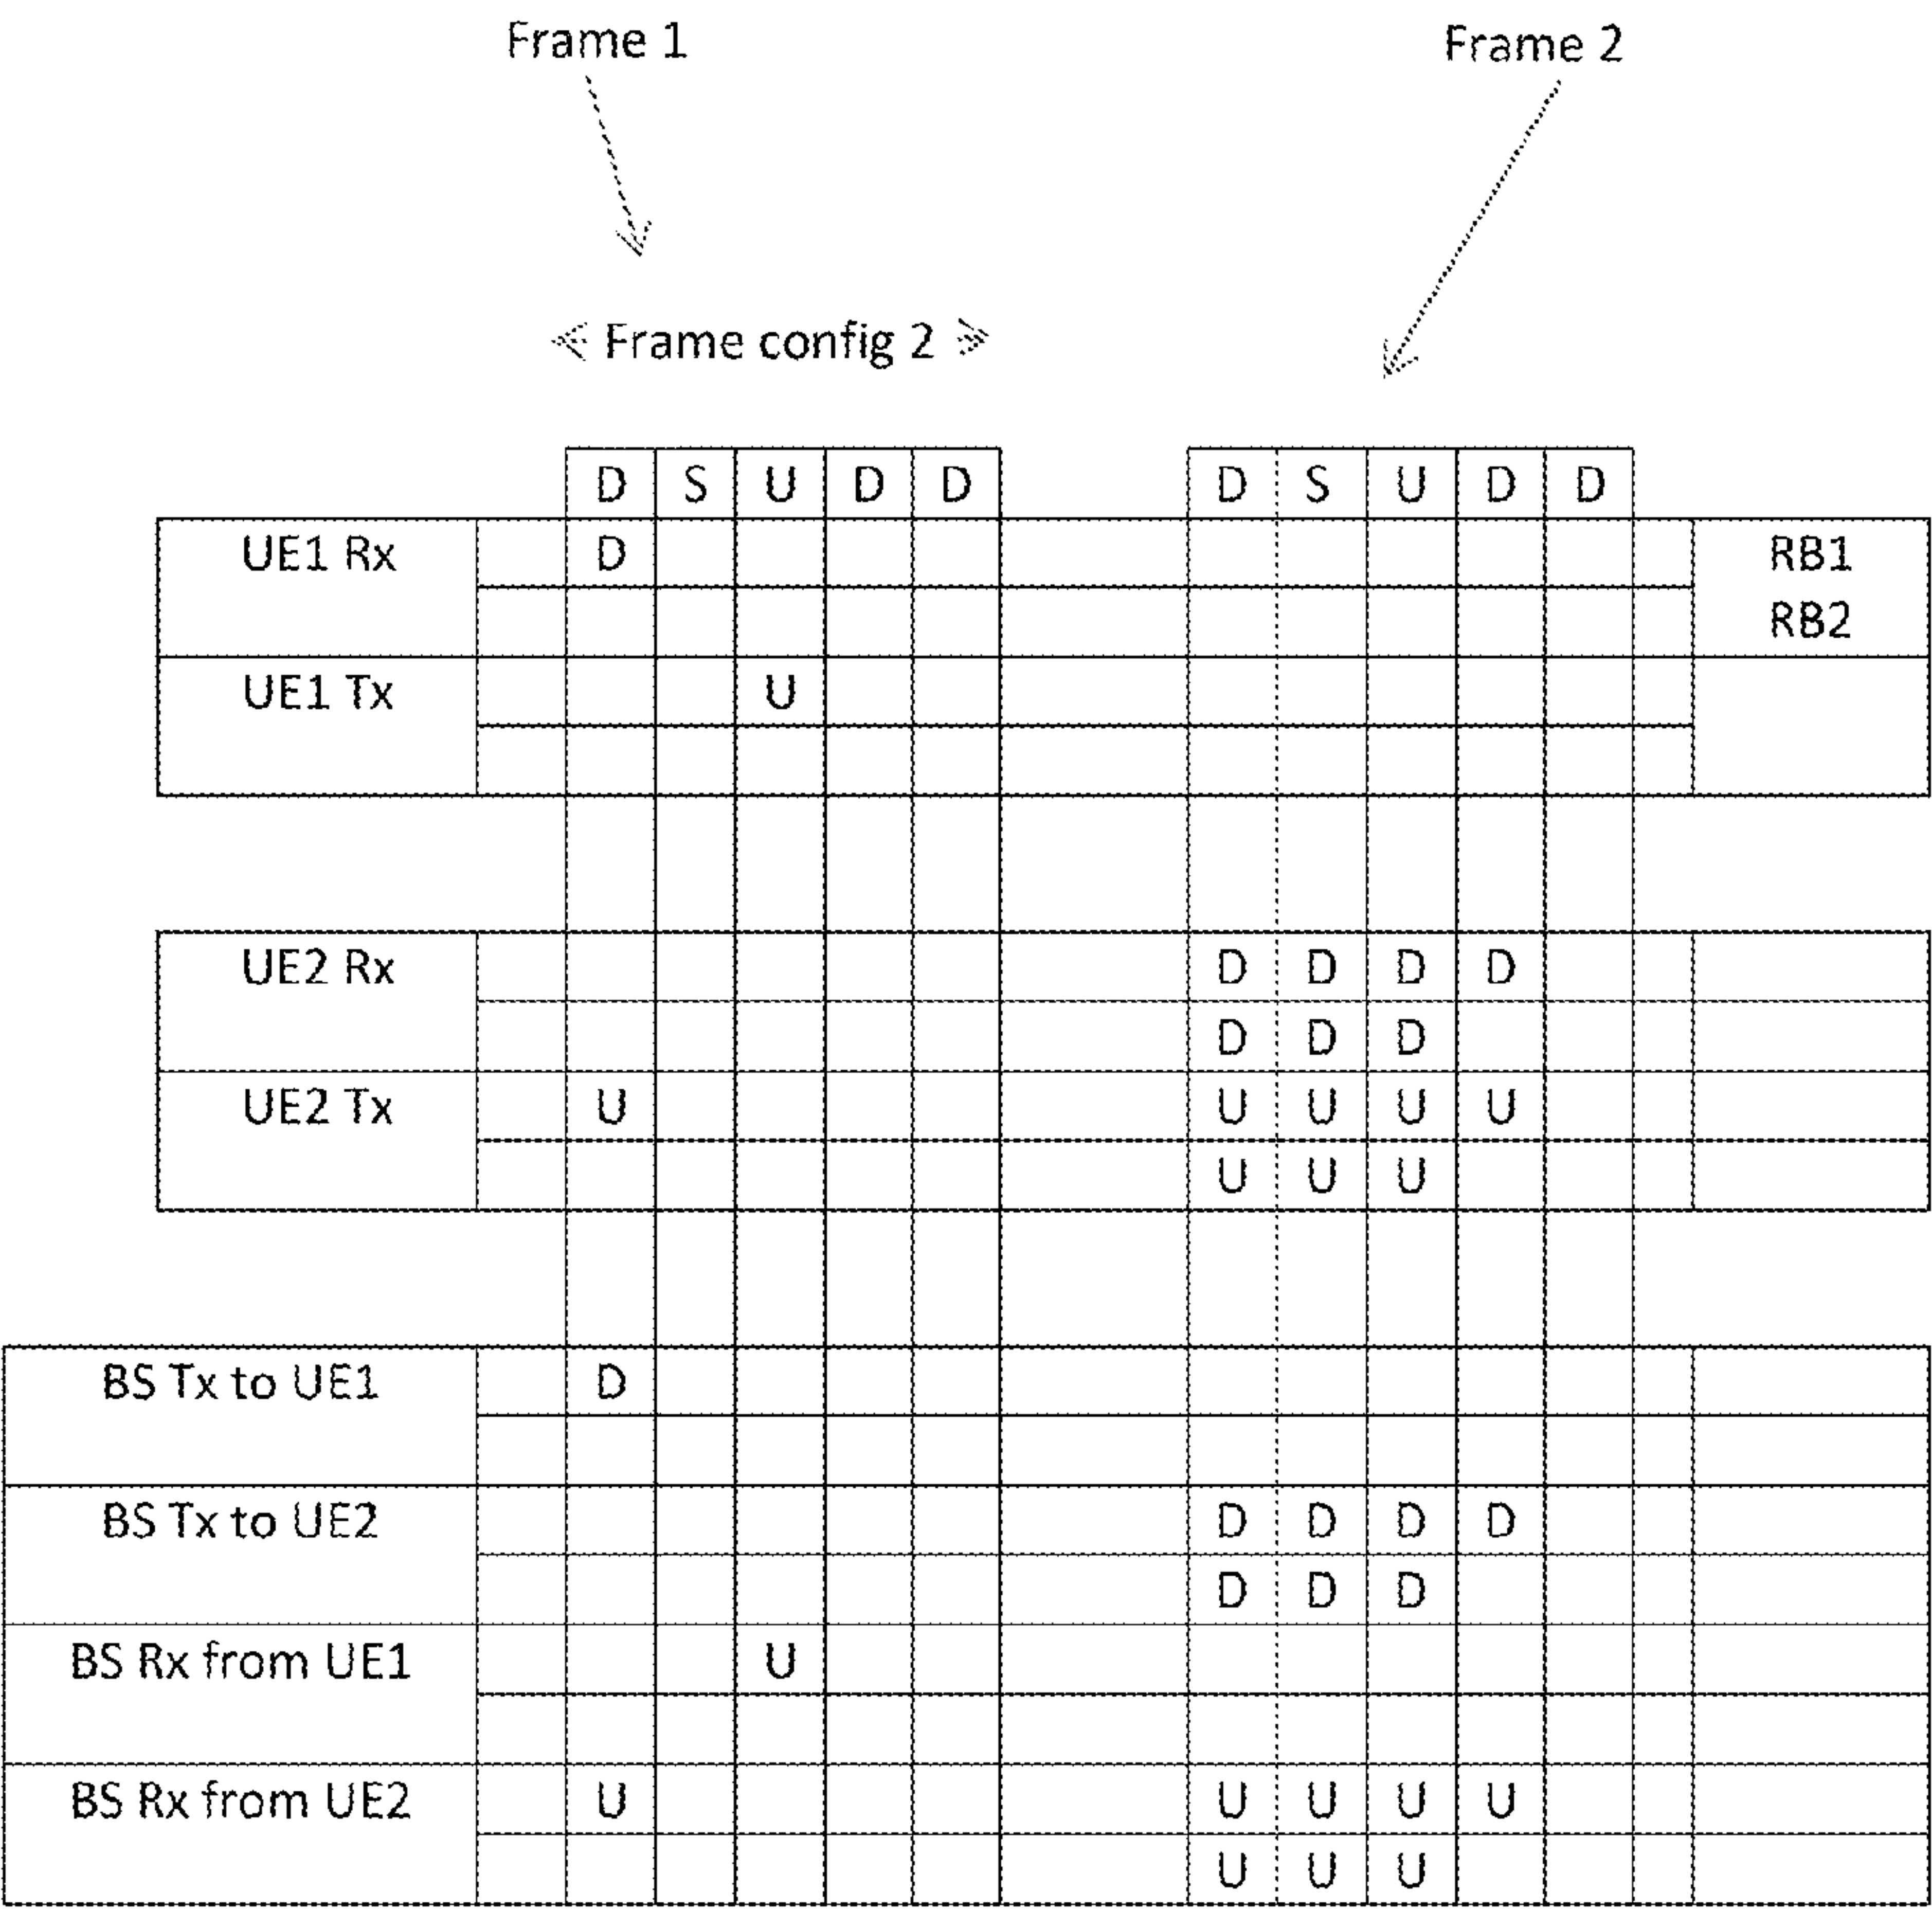 Frame 1 Frame 2
Frame config 2
D S U D D D S U D D
UE1 Rx D RB1
RB2
UE1 Tx U
UE2 Rx D D D D
D D D
UE2 Tx U U U U U
U U U
BS Tx to UE1 D
BS Tx to UE2 D D D D
D D D
BS Rx from UE1 U
BS Rx from UE2 U U U U U
U U U